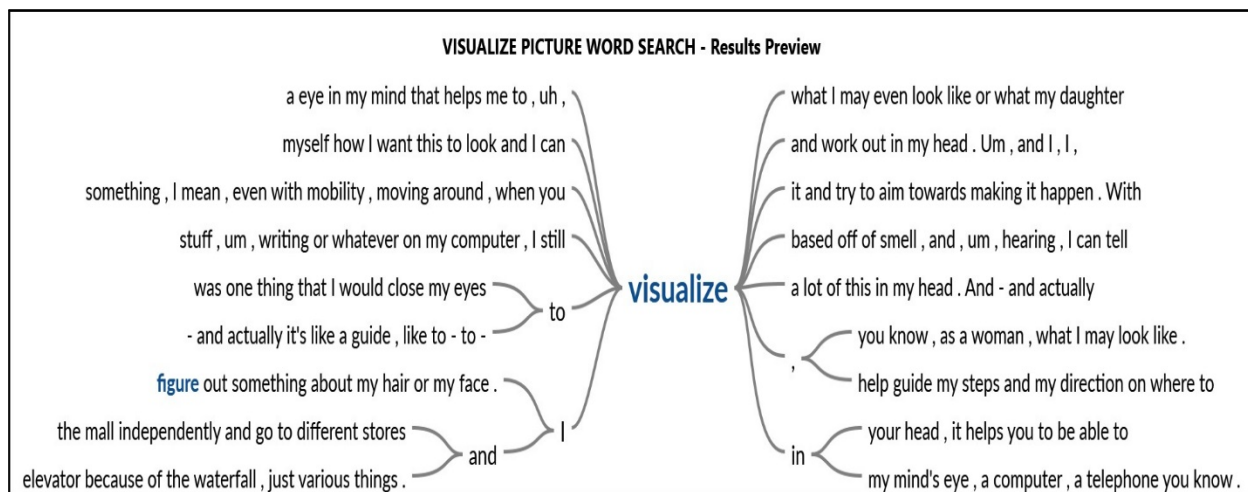 VISUALIZE PICTURE WORD SEARCH - Results Preview
a eye in my mind that helps me to , uh ,
myself how I want this to look and I can
something , I mean , even with mobility , moving around , when you
stuff , um , writing or whatever on my computer , I still
was one thing that I would close my eyes
- and actually it's like a guide , like to - to -
to
figure out something about my hair or my face .
the mall independently and go to different stores
elevator because of the waterfall , just various things .
and
I
visualize
what I may even look like or what my daughter
and work out in my head . Um , and I , I ,
it and try to aim towards making it happen . With
based off of smell , and , um , hearing , I can tell
a lot of this in my head . And - and actually
,
you know , as a woman , what I may look like .
help guide my steps and my direction on where to
in
your head , it helps you to be able to
my mind's eye , a computer , a telephone you know .